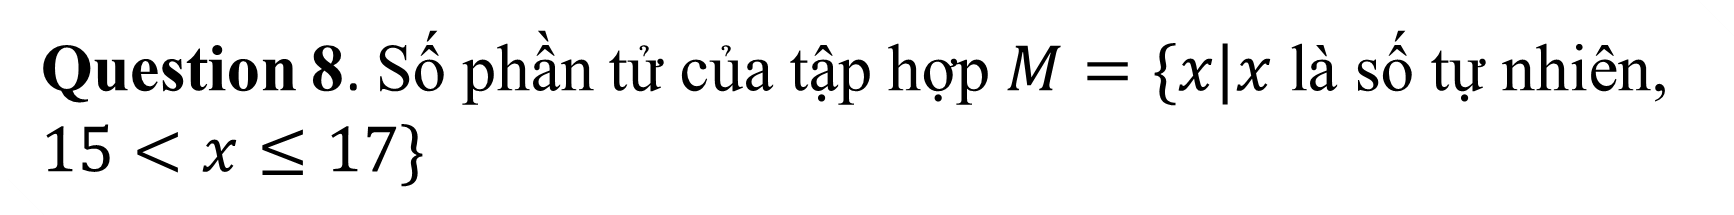 Question 8. Số phần tử của tập hợp M = {x|x là số tự nhiên,
15 < x ≤ 17}